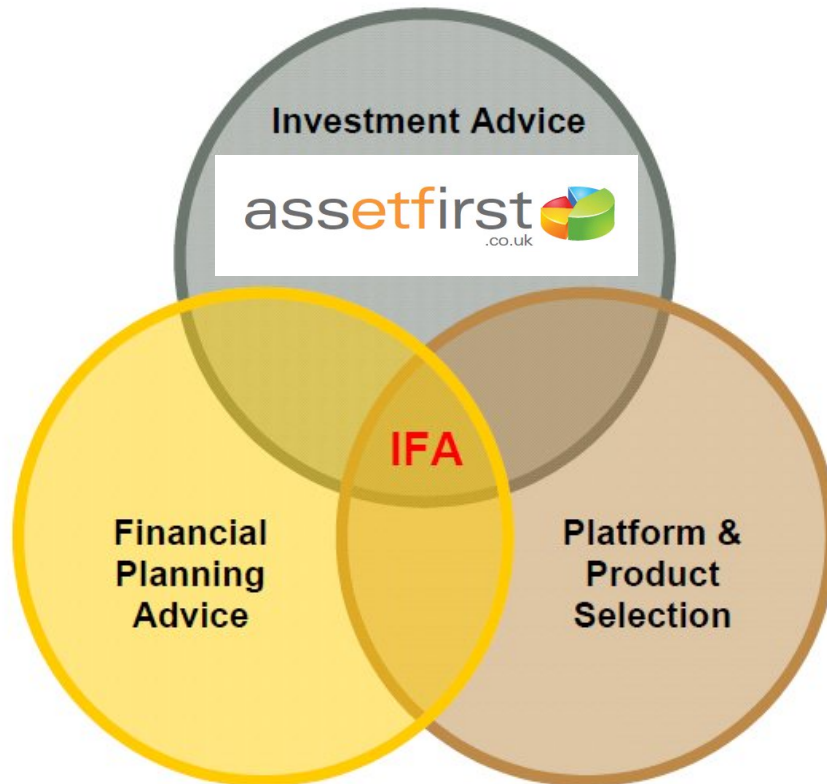 Investment Advice
assetfirst
.co.uk
IFA
Financial
Planning
Advice
Platform &
Product
Selection